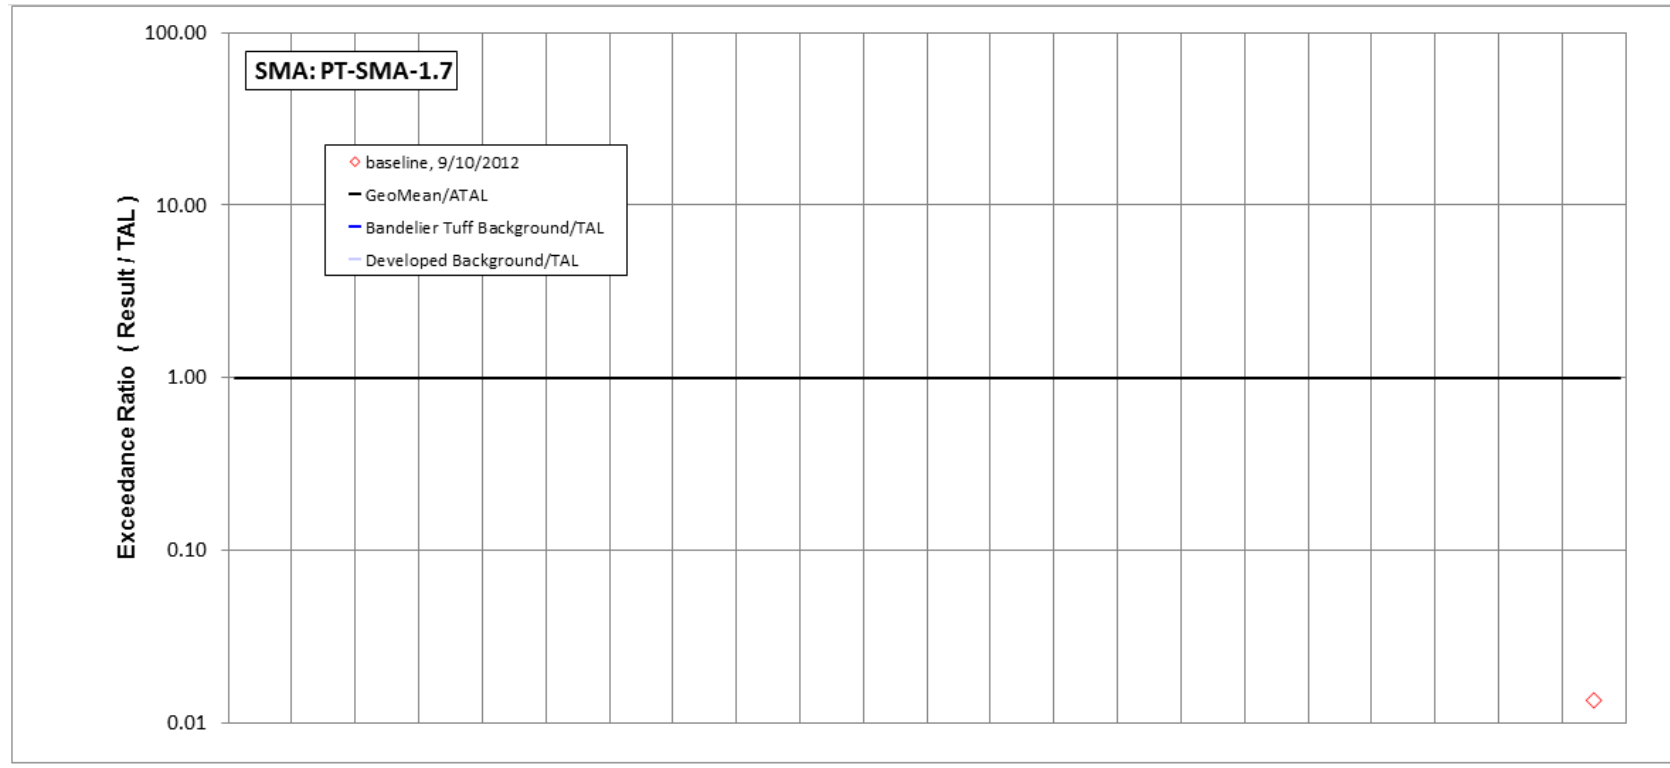 100.00
SMA: PT-SMA-1.7
baseline, 9/10/2012
GeoMean/ATAL
Bandelier Tuff Background/TAL
Developed Background/TAL
10.00
1.00
0.10
0.01
Exceedance Ratio ( Result / TAL )